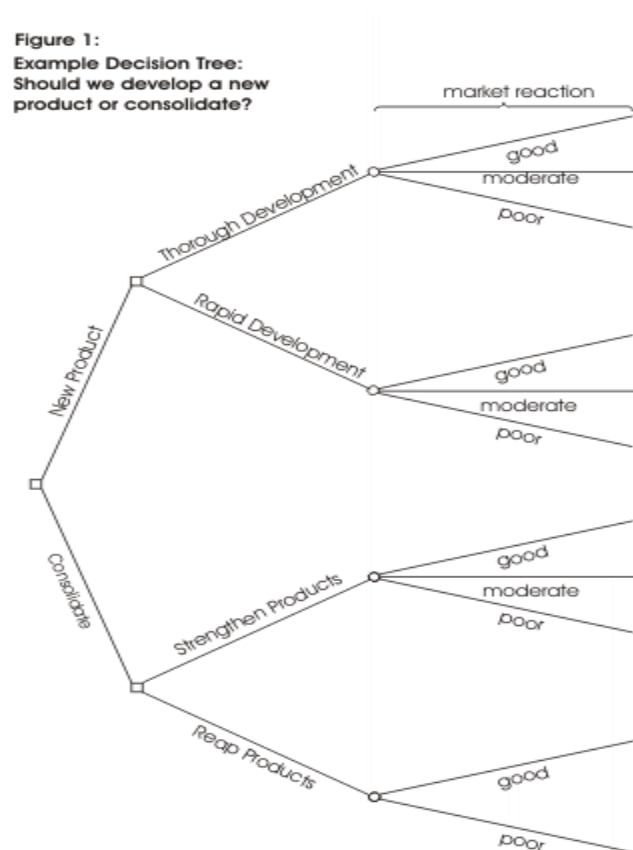 Figure 1:
Example Decision Tree:
Should we develop a new
product or consolidate?
market reaction
Thorough Development
good
moderate
poor
New Product
Rapid Development
good
moderate
poor
Consolidate
Strengthen Products
good
moderate
poor
Reap Products
good
poor